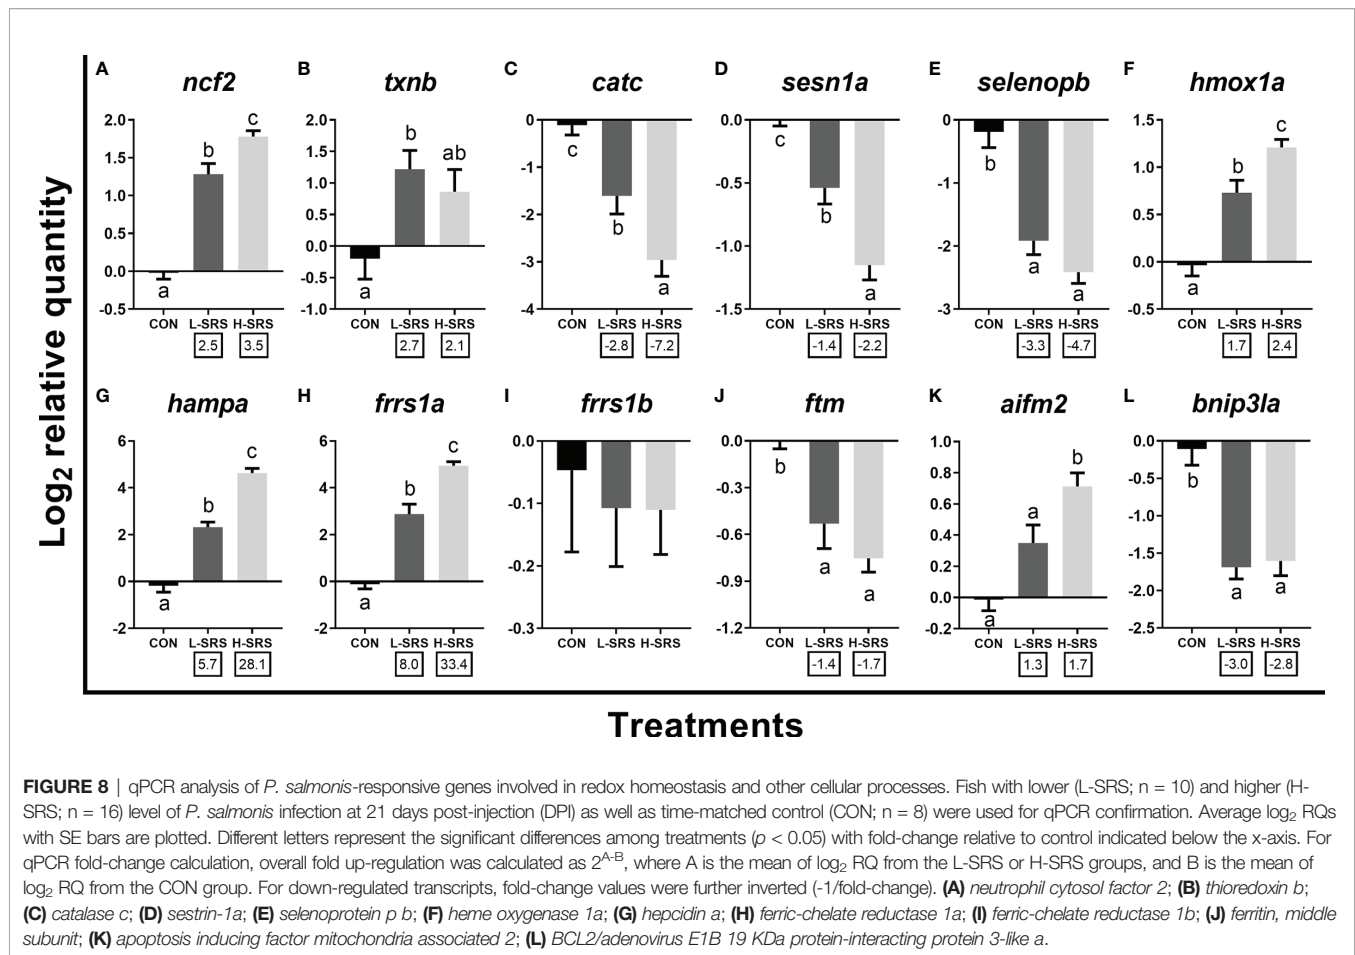 A B C D E F
ncf2 txnb catc sesn1a selenopb hmox1a
2.0 2.0 0 0.0 0 1.5
c b ab c
1.5 1.5 1.0
b c c b b
1.0 1.0 -1 -0.5 -1
0.5 0.5 -2 b b 0.5
0.0 0.0 -1.0 -2 a 0.0
-0.5 -3 a
a a a a a
-0.5 -1.0 -4 -1.5 -3 -0.5
CON L-SRS H-SRS CON L-SRS H-SRS CON L-SRS H-SRS CON L-SRS H-SRS CON L-SRS H-SRS CON L-SRS H-SRS
2.5 3.5 2.7 2.1 -2.8 -7.2 -1.4 -2.2 -3.3 -4.7 1.7 2.4
Log2 relative quantity
G H I J K L
hampa frrs1a frrs1b ftm aifm2 bnip3la
6 6 0.0 0.0 1.0 0.0
c c b b
4 4 -0.1 -0.3 0.8 -0.5
b b b
2 2 -0.6 0.6 -1.0
a
0 0 -0.2 -0.9 0.4 -1.5
a a a a 0.2 -2.0 a a
0.0
-2 -2 -0.3 -1.2 a -0.2 -2.5
CON L-SRS H-SRS CON L-SRS H-SRS CON L-SRS H-SRS CON L-SRS H-SRS CON L-SRS H-SRS CON L-SRS H-SRS
5.7 28.1 8.0 33.4 -1.4 -1.7 1.3 1.7 -3.0 -2.8
Treatments
FIGURE 8 | qPCR analysis of P. salmonis-responsive genes involved in redox homeostasis and other cellular processes. Fish with lower (L-SRS; n = 10) and higher (H-
SRS; n = 16) level of P. salmonis infection at 21 days post-injection (DPI) as well as time-matched control (CON; n = 8) were used for qPCR confirmation. Average log2 RQs
with SE bars are plotted. Different letters represent the significant differences among treatments (p < 0.05) with fold-change relative to control indicated below the x-axis. For
qPCR fold-change calculation, overall fold up-regulation was calculated as 2^A-B, where A is the mean of log2 RQ from the L-SRS or H-SRS groups, and B is the mean of
log2 RQ from the CON group. For down-regulated transcripts, fold-change values were further inverted (-1/fold-change). (A) neutrophil cytosol factor 2; (B) thioredoxin b;
(C) catalase c; (D) sestrin-1a; (E) selenoprotein p b; (F) heme oxygenase 1a; (G) hepcidin a; (H) ferric-chelate reductase 1a; (I) ferric-chelate reductase 1b; (J) ferritin, middle
subunit; (K) apoptosis inducing factor mitochondria associated 2; (L) BCL2/adenovirus E1B 19 KDa protein-interacting protein 3-like a.